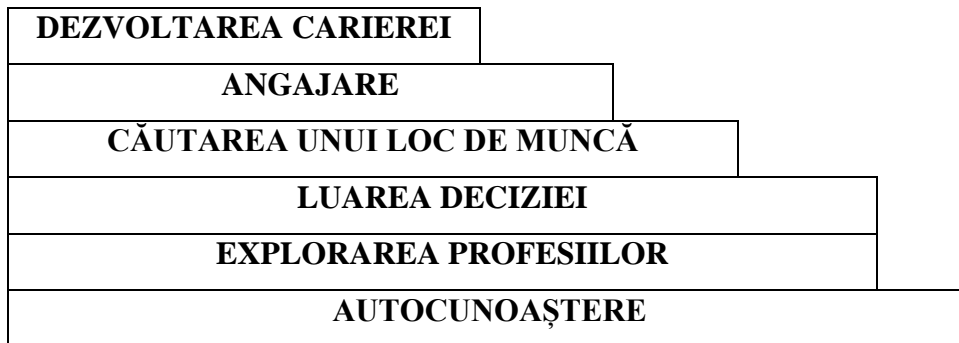 DEZVOLTAREA CARIEREI
ANGAJARE
CĂUTAREA UNUI LOC DE MUNCĂ
LUAREA DECIZIEI
EXPLORAREA PROFESIILOR
AUTOCUNOAȘTERE